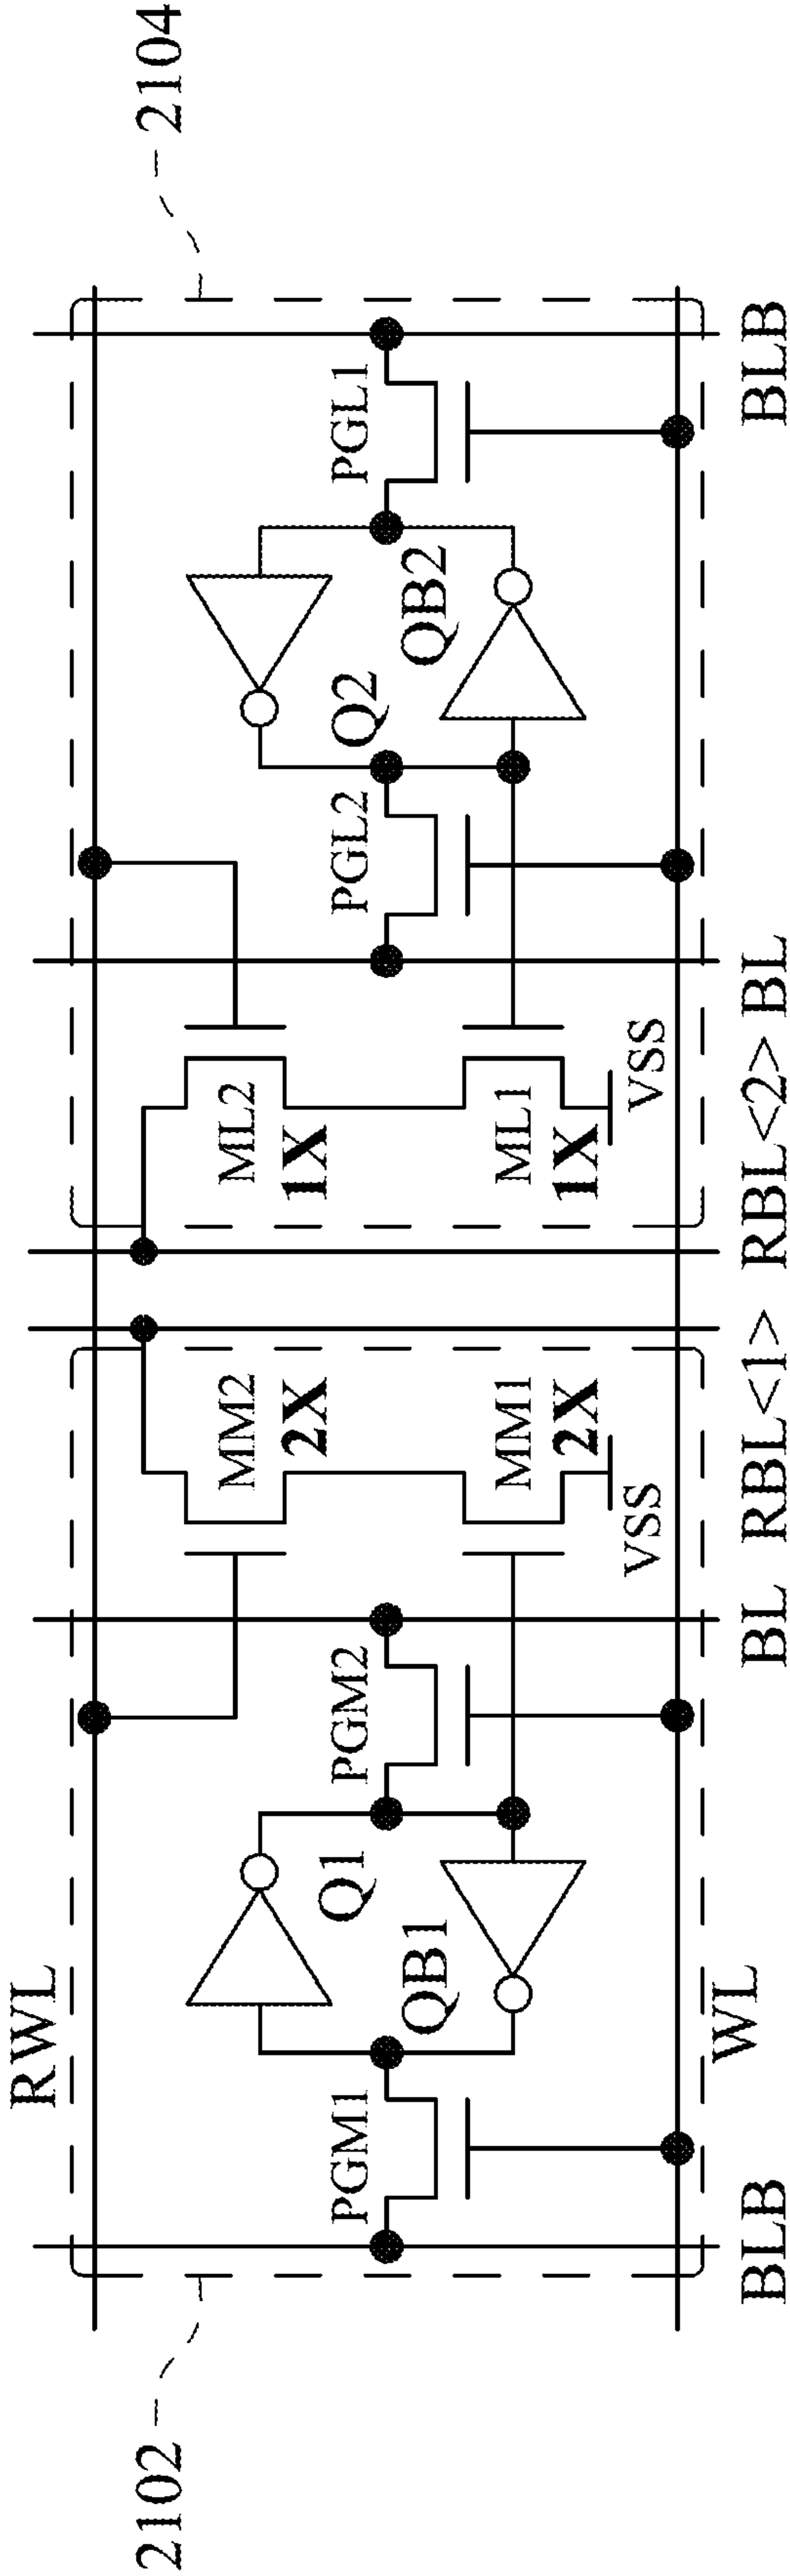 2102
2104
RWL
PGM1
QB1
Q1
PGM2
MM2
2X
MM1
2X
VSS
ML2
1X
ML1
1X
VSS
PGL2
Q2
QB2
PGL1
WL
BLB
BL
RBL<1>
RBL<2>
BL
BLB